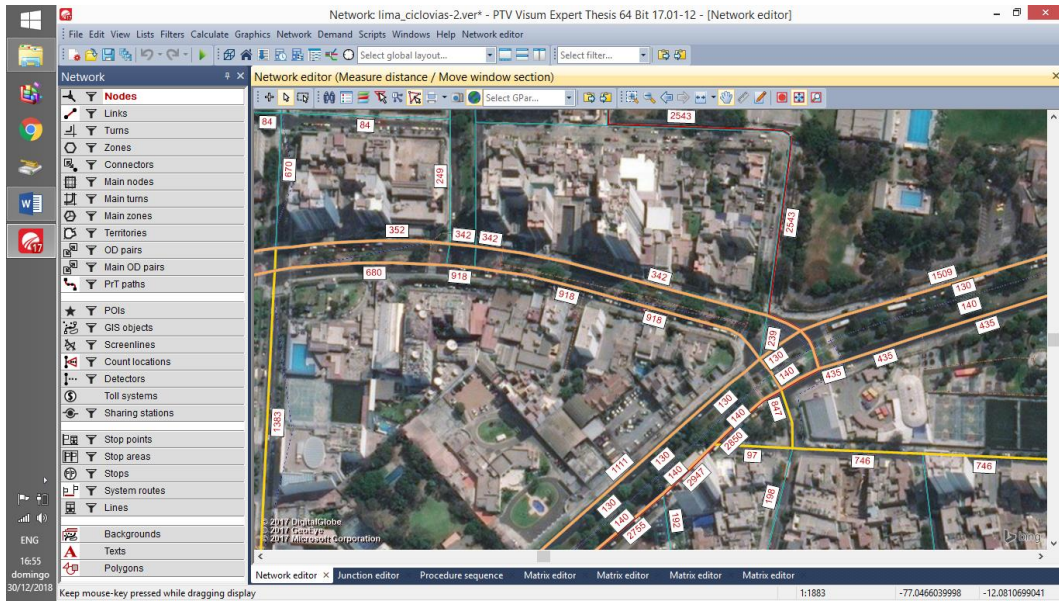 Network: lima_ciclovias-2.ver* - PTV Visum Expert Thesis 64 Bit 17.01-12 - [Network editor]
File Edit View Lists Filters Calculate Graphics Network Demand Scripts Windows Help Network editor
Select global layout...
Select filter...
Network
Network editor (Measure distance / Move window section)
Select GPar...
Nodes
Links
Turns
Zones
Connectors
Main nodes
Main turns
Main zones
Territories
OD pairs
Main OD pairs
PrT paths
POIs
GIS objects
Screenlines
Count locations
Detectors
Toll systems
Sharing stations
Stop points
Stop areas
Stops
System routes
Lines
Backgrounds
Texts
Polygons
84
84
2543
670
249
2543
352
342
342
342
680
918
918
918
1509
130
140
435
239
130
140
435
435
847
1383
130
140
2850
97
746
746
1111
130
140
2947
198
130
140
2755
192
© 2017 DigitalGlobe
© 2017 GeoEye
© 2017 Microsoft Corporation
bing
Network editor
Junction editor
Procedure sequence
Matrix editor
Matrix editor
Matrix editor
Matrix editor
Keep mouse-key pressed while dragging display
1:1883
-77.0466039998
-12.0810699041
17
ENG
16:55
domingo
30/12/2018